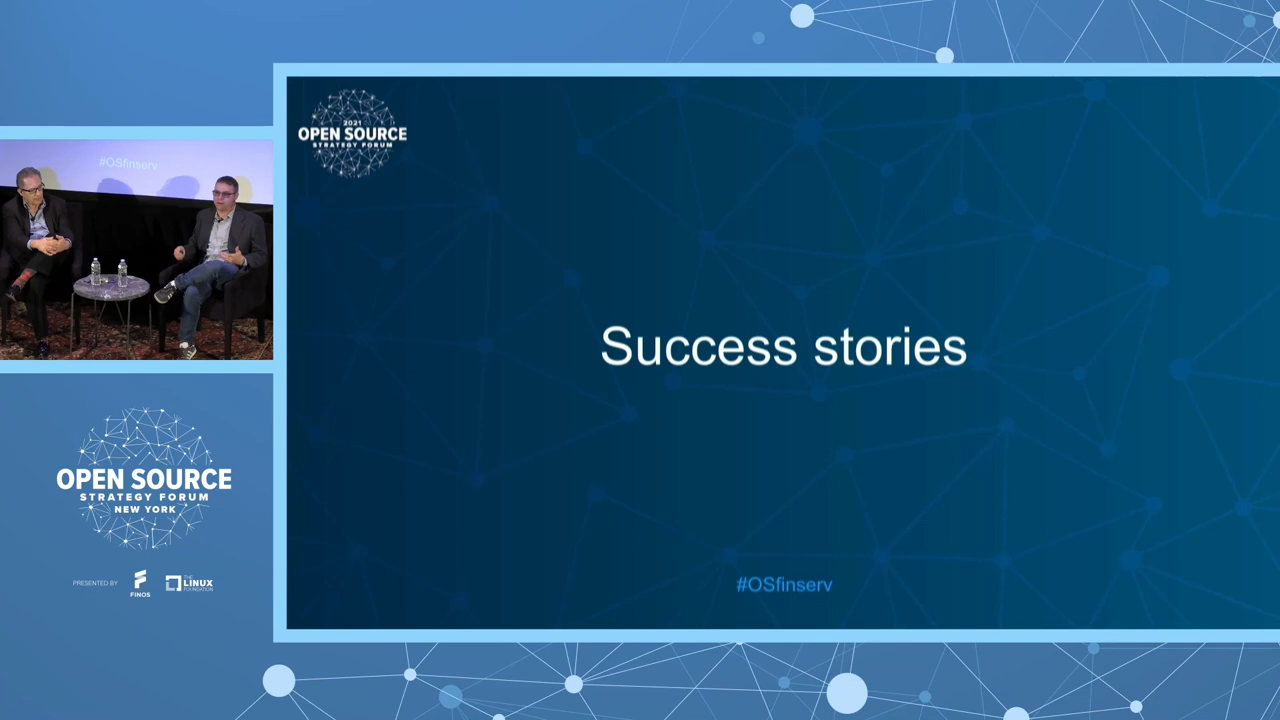 2021
OPEN SOURCE
STRATEGY FORUM
#OSfinserv
Success stories
OPEN SOURCE
STRATEGY FORUM
NEW YORK
PRESENTED BY
FINOS
THE
LINUX
FOUNDATION
#OSfinserv